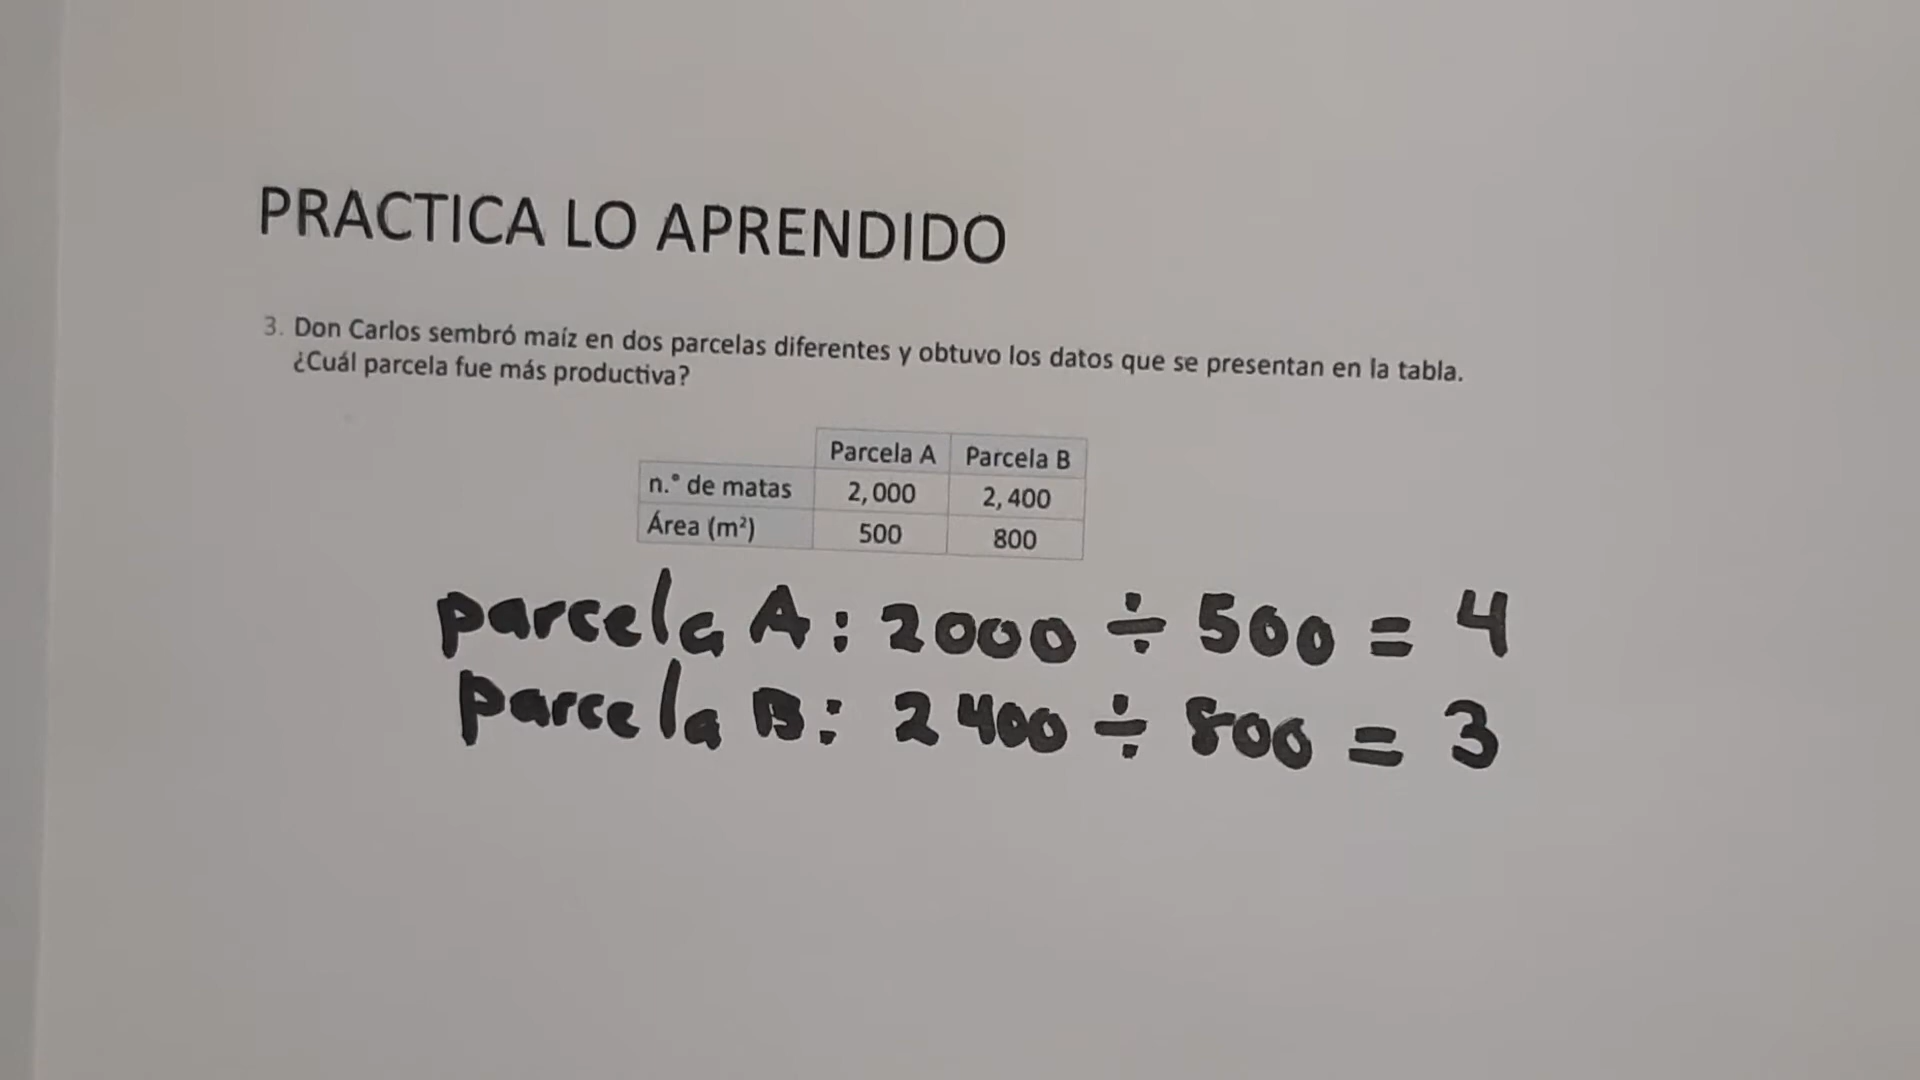 PRACTICA LO APRENDIDO
3. Don Carlos sembró maíz en dos parcelas diferentes y obtuvo los datos que se presentan en la tabla.
¿Cuál parcela fue más productiva?
Parcela A Parcela B
n.° de matas 2,000 2,400
Área (m²) 500 800
parcela A: 2000 ÷ 500 = 4
parcela B: 2400 ÷ 800 = 3